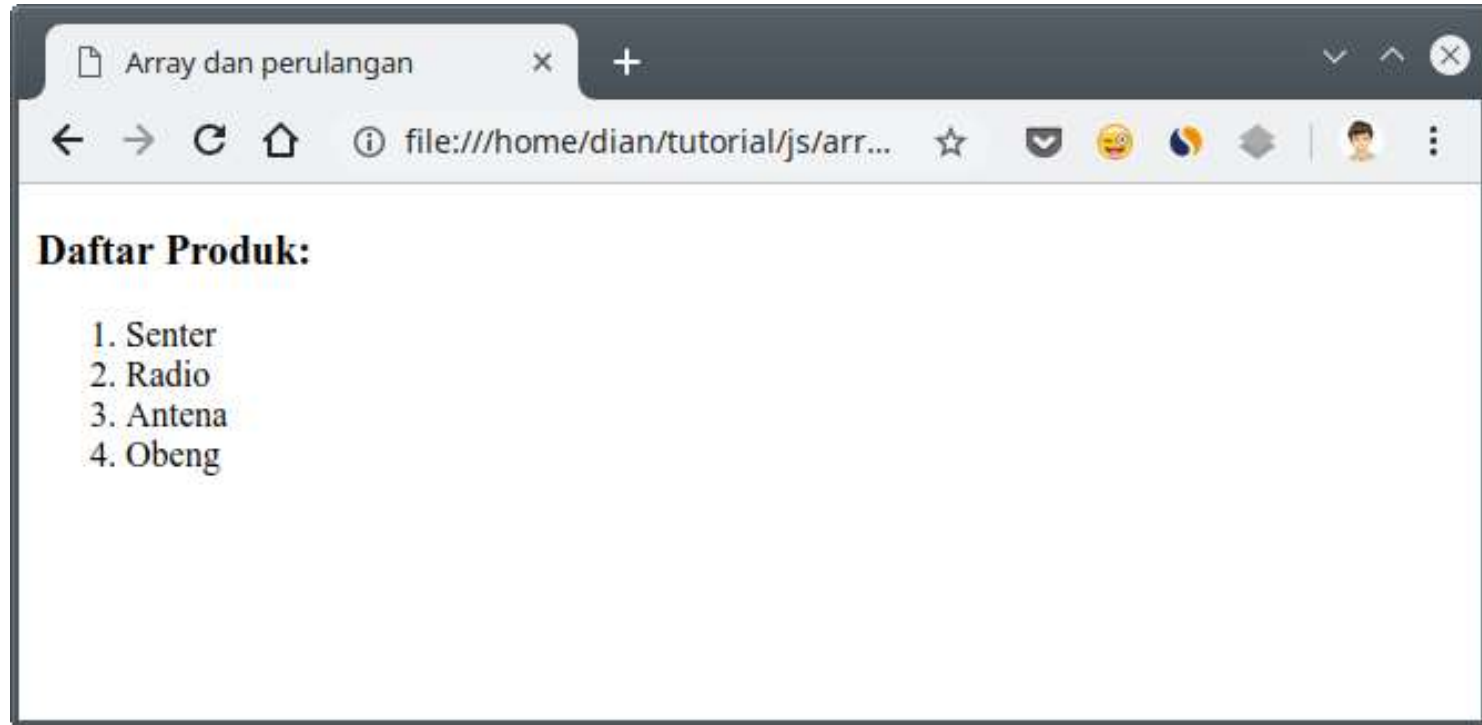 Array dan perulangan
file:///home/dian/tutorial/js/arr...
Daftar Produk:
1. Senter
2. Radio
3. Antena
4. Obeng